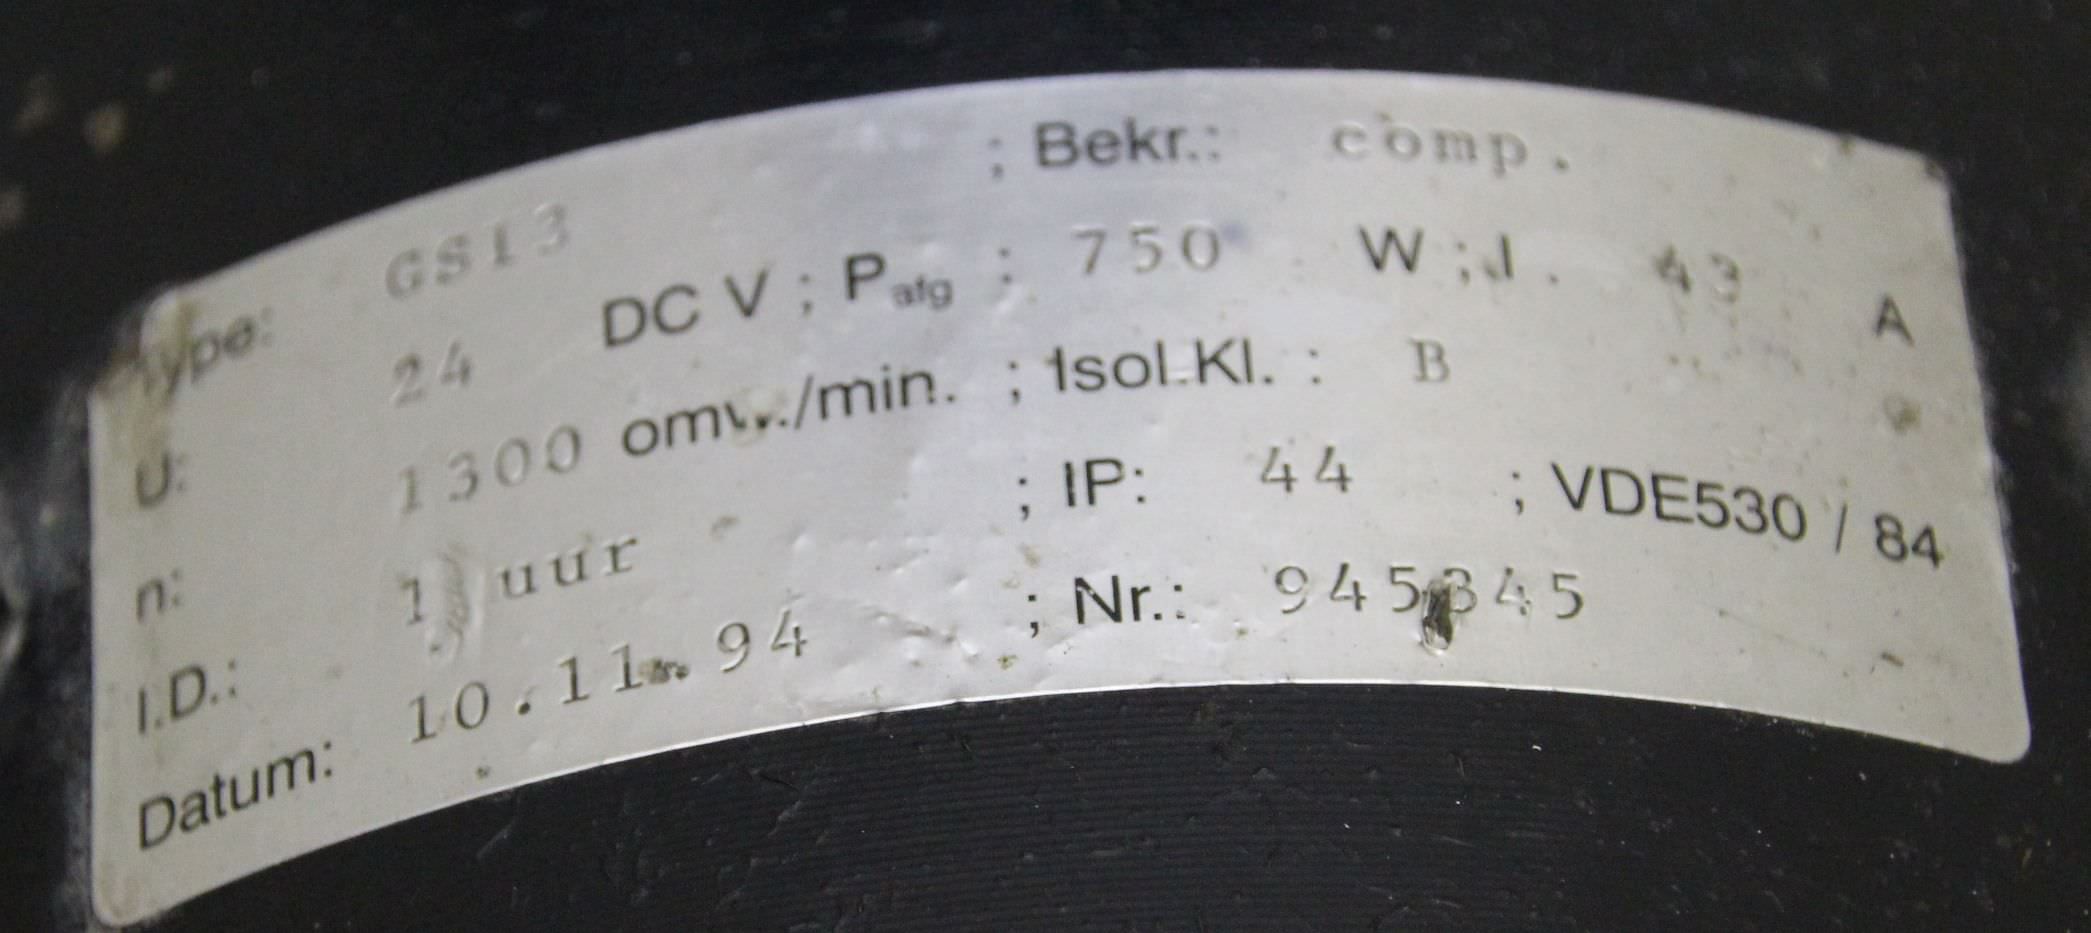 Type: GS13 ; Bekr.: comp.
U: 24 DC V ; Pafg : 750 W ; I . 43 A
n: 1300 omw./min. ; Isol.Kl. : B
I.D.: 1 uur ; IP: 44 ; VDE530 / 84
Datum: 10.11.94 ; Nr.: 945345